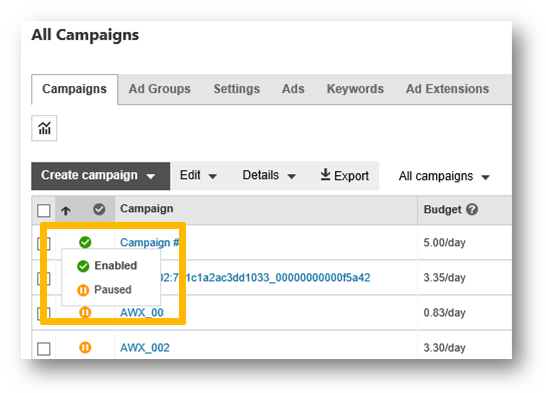 All Campaigns
Campaigns Ad Groups Settings Ads Keywords Ad Extensions
Create campaign Edit Details Export All campaigns
Campaign Budget
Campaign # 5.00/day
Enabled
02:7 1c1a2ac3dd1033_00000000000f5a42 3.35/day
Paused
AWX_00 0.83/day
AWX_002 3.30/day